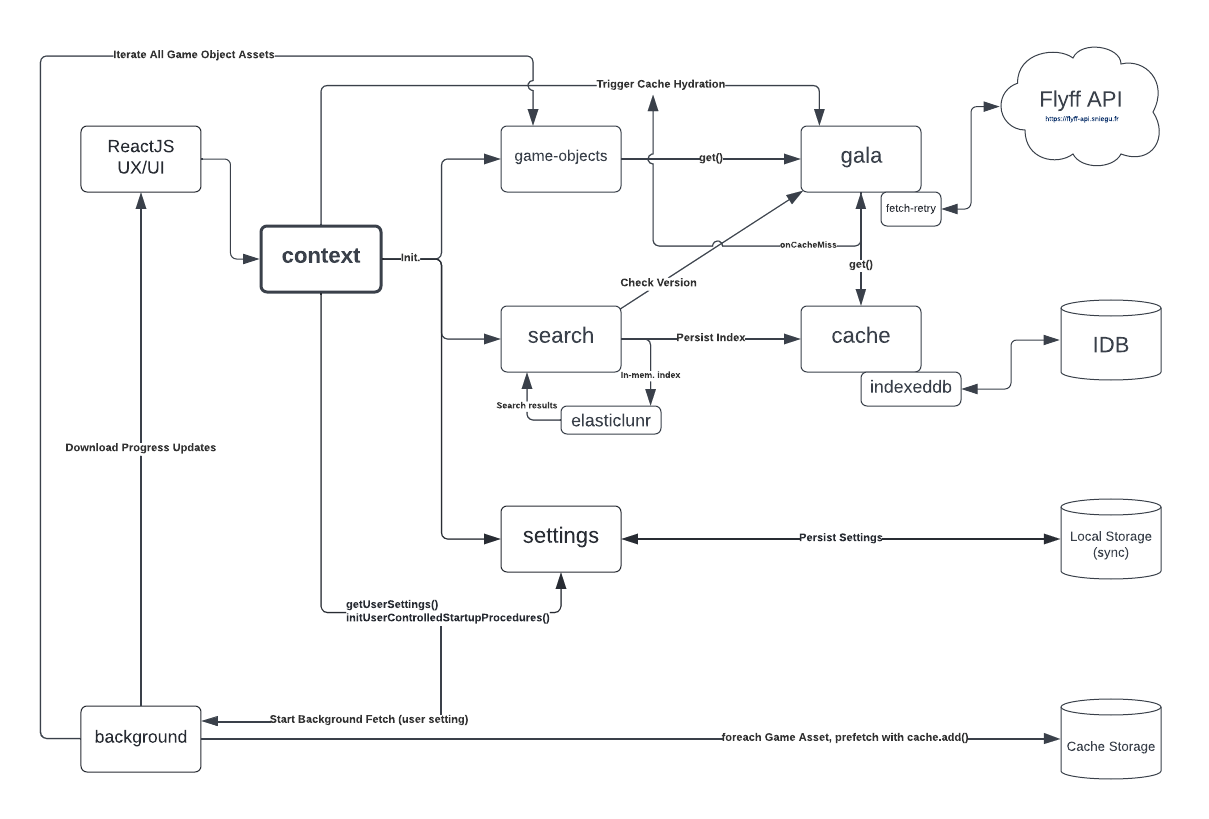 Iterate All Game Object Assets
Trigger Cache Hydration
Flyff API
https://flyff-api.sniegu.fr
ReactJS
UX/UI
game-objects
get()
gala
fetch-retry
context
Init.
onCacheMiss
get()
Check Version
search
Persist Index
cache
IDB
In-mem. index
indexeddb
Search results
elasticlunr
Download Progress Updates
settings
Persist Settings
Local Storage
(sync)
getUserSettings()
initUserControlledStartupProcedures()
Start Background Fetch (user setting)
background
foreach Game Asset, prefetch with cache.add()
Cache Storage